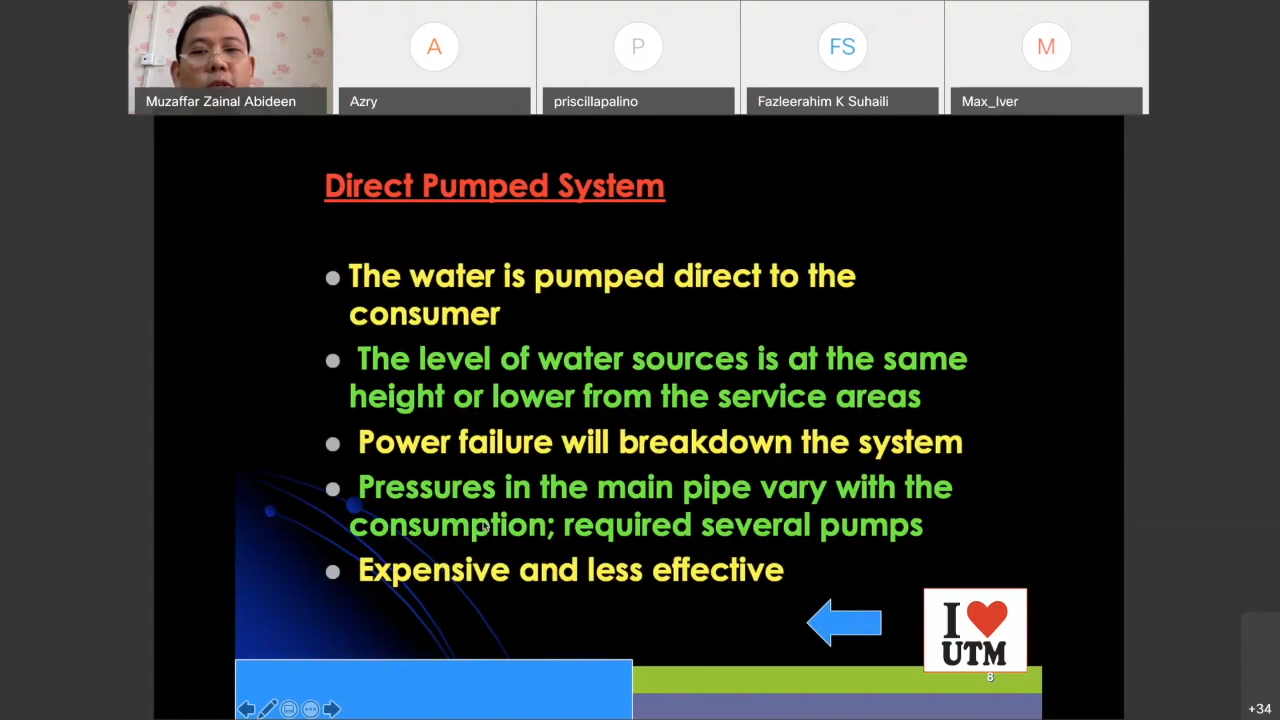 A
P
FS
M
Muzaffar Zainal Abideen
Azry
priscillapalino
Fazleerahim K Suhaili
Max_Iver
Direct Pumped System
The water is pumped direct to the
consumer
The level of water sources is at the same
height or lower from the service areas
Power failure will breakdown the system
Pressures in the main pipe vary with the
consumption; required several pumps
Expensive and less effective
I
UTM
8
+34